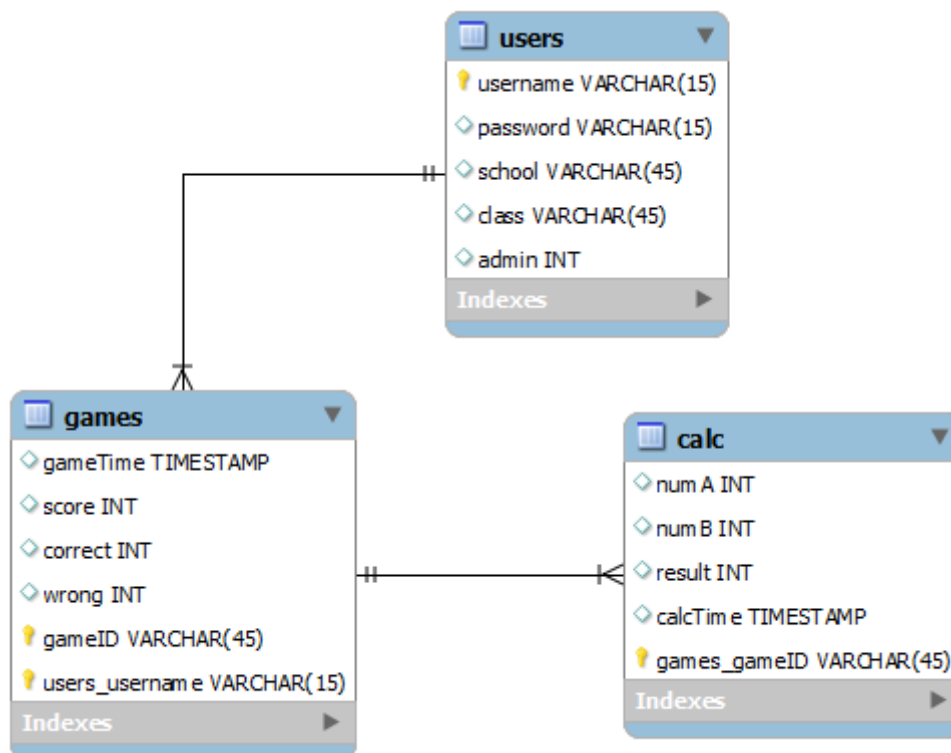 users
username VARCHAR(15)
password VARCHAR(15)
school VARCHAR(45)
class VARCHAR(45)
admin INT
Indexes
games
gameTime TIMESTAMP
score INT
correct INT
wrong INT
gameID VARCHAR(45)
users_username VARCHAR(15)
Indexes
calc
numA INT
numB INT
result INT
calcTime TIMESTAMP
games_gameID VARCHAR(45)
Indexes